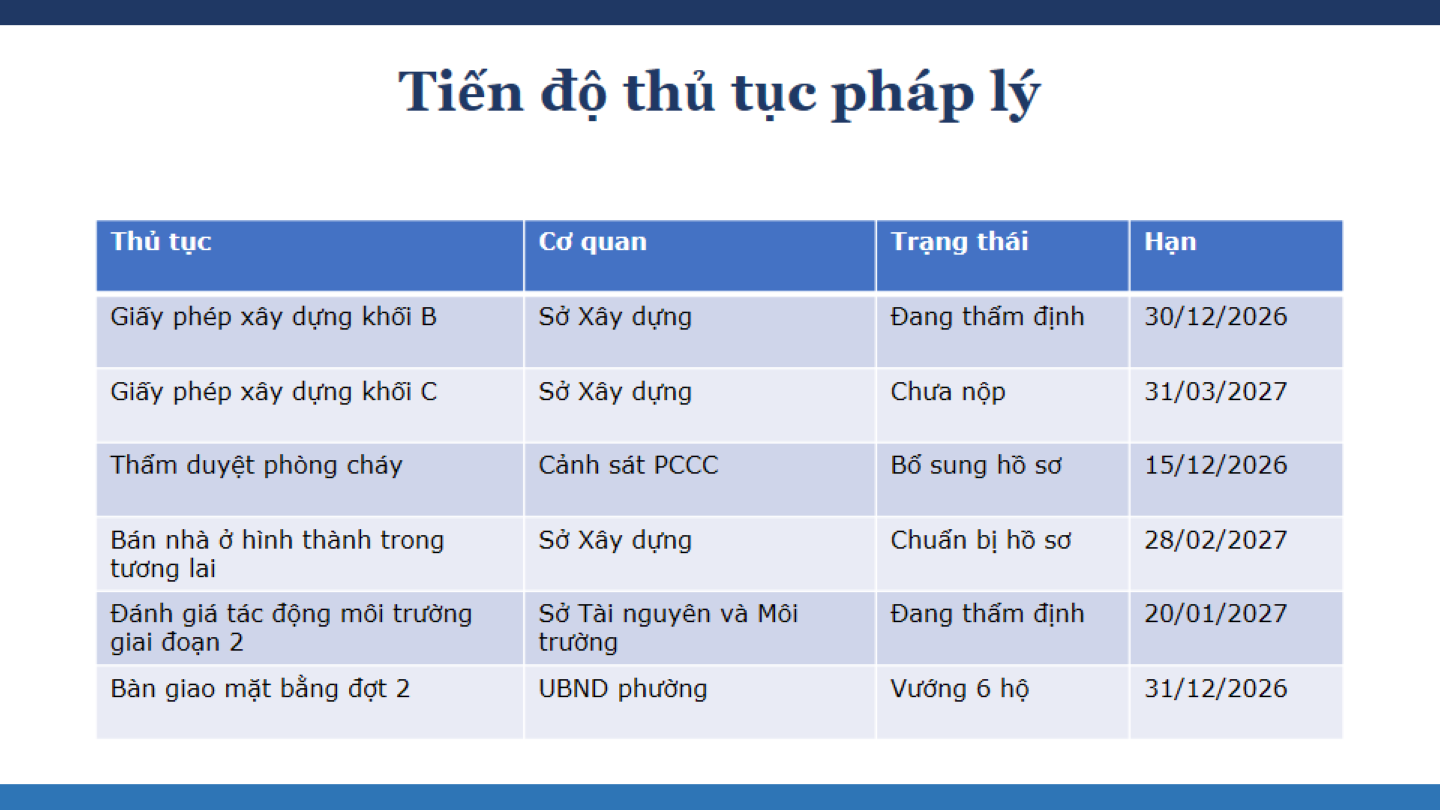 Tiến độ thủ tục pháp lý
Thủ tục Cơ quan Trạng thái Hạn
Giấy phép xây dựng khối B Sở Xây dựng Đang thẩm định 30/12/2026
Giấy phép xây dựng khối C Sở Xây dựng Chưa nộp 31/03/2027
Thẩm duyệt phòng cháy Cảnh sát PCCC Bổ sung hồ sơ 15/12/2026
Bán nhà ở hình thành trong Sở Xây dựng Chuẩn bị hồ sơ 28/02/2027
tương lai
Đánh giá tác động môi trường Sở Tài nguyên và Môi Đang thẩm định 20/01/2027
giai đoạn 2 trường
Bàn giao mặt bằng đợt 2 UBND phường Vướng 6 hộ 31/12/2026